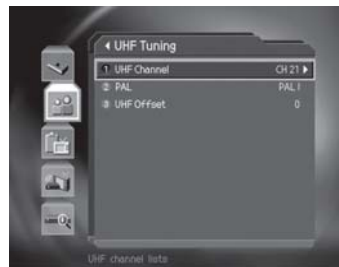 UHF Tuning
1 UHF Channel CH 21
2 PAL PAL I
3 UHF Offset 0
UHF channel lists